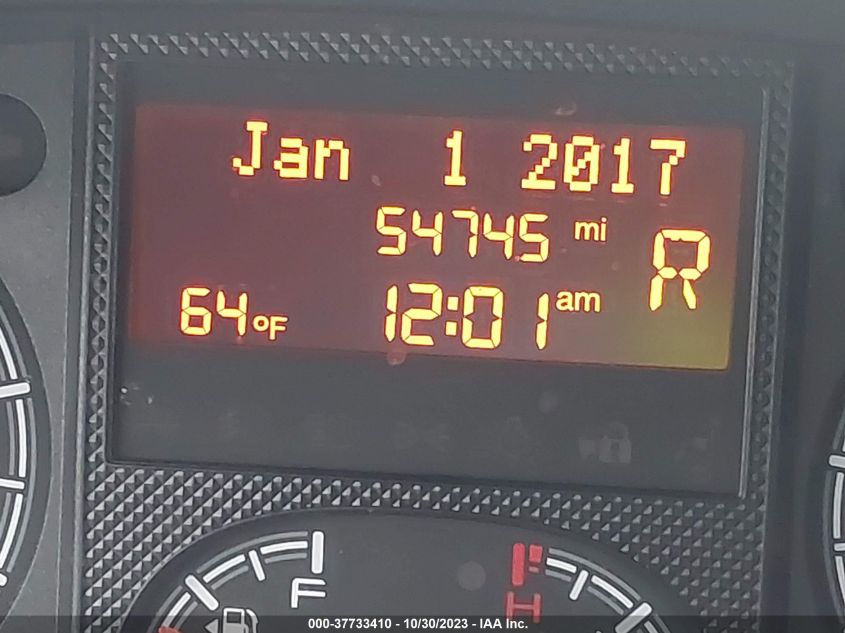 Jan 1 2017
54745 mi
R
64°F 12:01 am
F
H
000-37733410 - 10/30/2023 - IAA Inc.